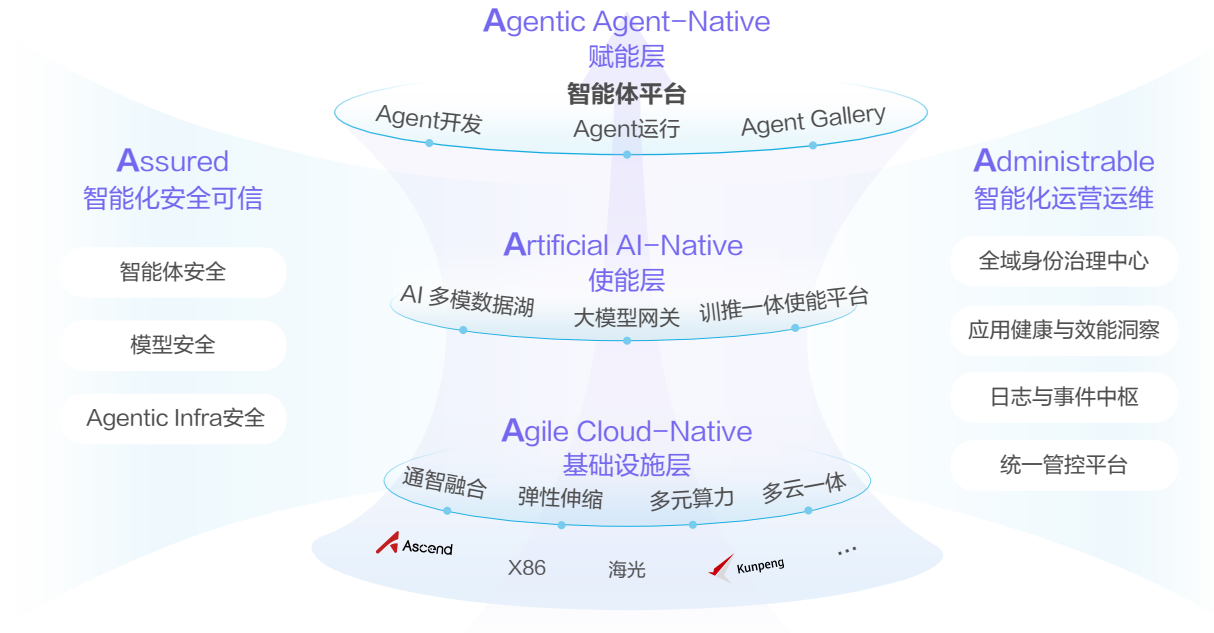 Agentic Agent-Native
赋能层
智能体平台
Agent开发
Agent运行
Agent Gallery
Assured
智能化安全可信
智能体安全
模型安全
Agentic Infra安全
Artificial AI-Native
使能层
AI 多模数据湖
大模型网关
训推一体使能平台
Agile Cloud-Native
基础设施层
通智融合
弹性伸缩
多元算力
多云一体
Ascend
X86
海光
Kunpeng
...
Administrable
智能化运营运维
全域身份治理中心
应用健康与效能洞察
日志与事件中枢
统一管控平台